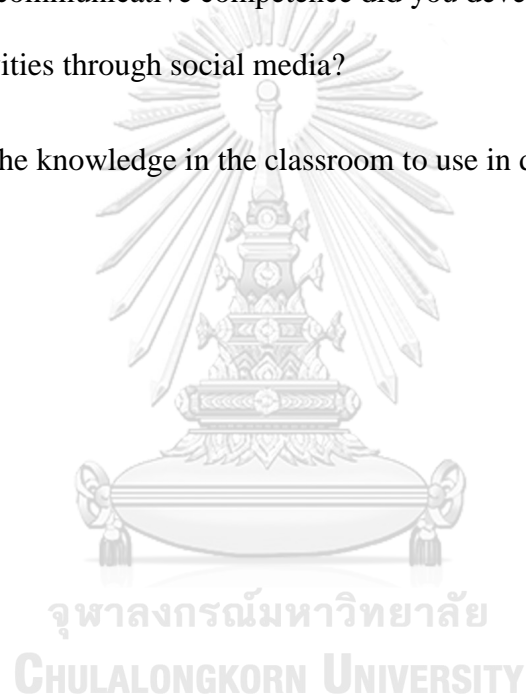 communicative competence did you deve
ities through social media?
he knowledge in the classroom to use in
จุฬาลงกรณ์มหาวิทยาลัย
CHULALONGKORN UNIVERSITY